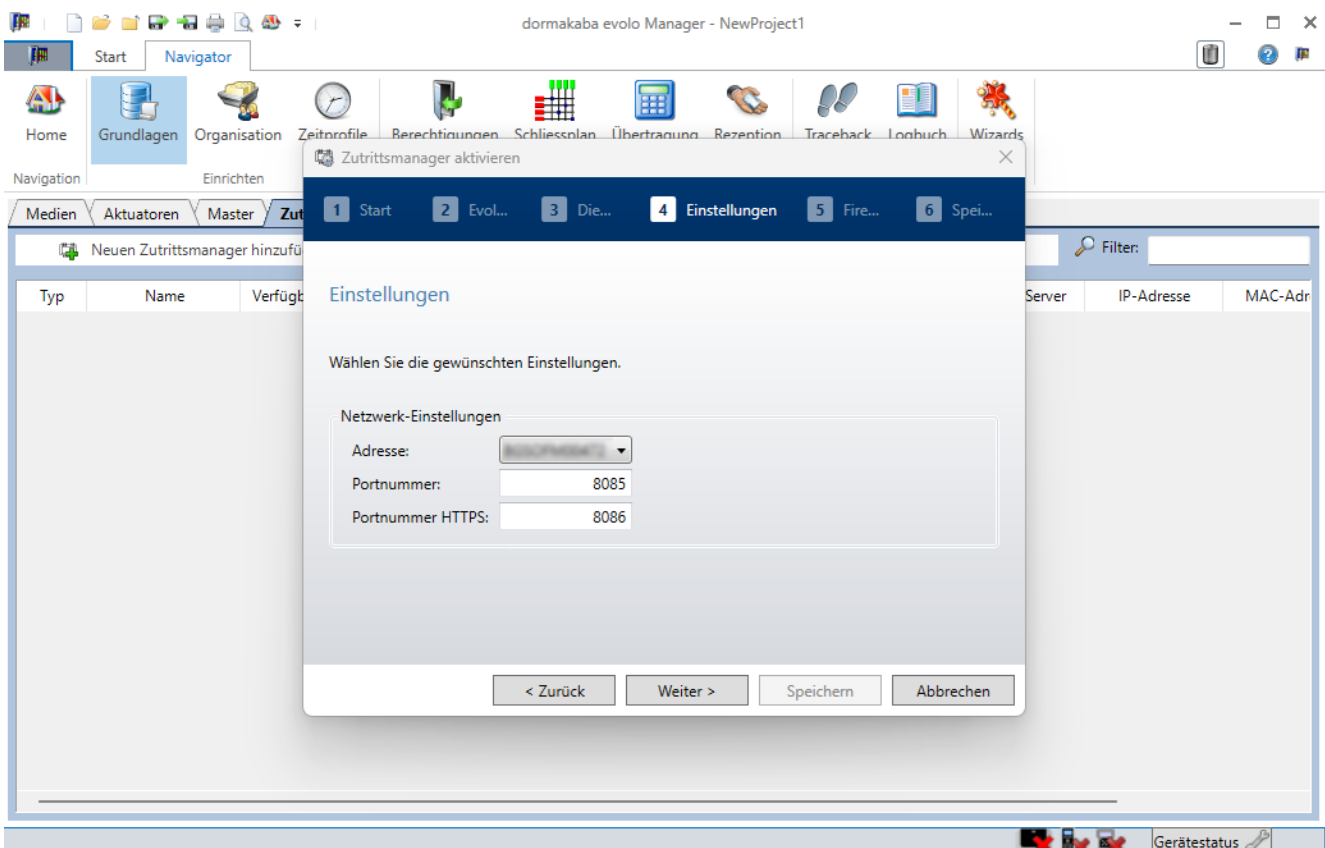 dormakaba evolo Manager - NewProject1
Start Navigator
Home Grundlagen Organisation Zeitprofile Berechtigungen Schliessplan Übertragung Rezeption Traceback Logbuch Wizards
Navigation Einrichten
Zutrittsmanager aktivieren
1 Start 2 Evol... 3 Die... 4 Einstellungen 5 Fire... 6 Spei...
Medien Aktuatoren Master Zut
Neuen Zutrittsmanager hinzufü Filter:
Typ Name Verfügb Server IP-Adresse MAC-Adr
Einstellungen
Wählen Sie die gewünschten Einstellungen.
Netzwerk-Einstellungen
Adresse:
Portnummer: 8085
Portnummer HTTPS: 8086
< Zurück Weiter > Speichern Abbrechen
Gerätestatus